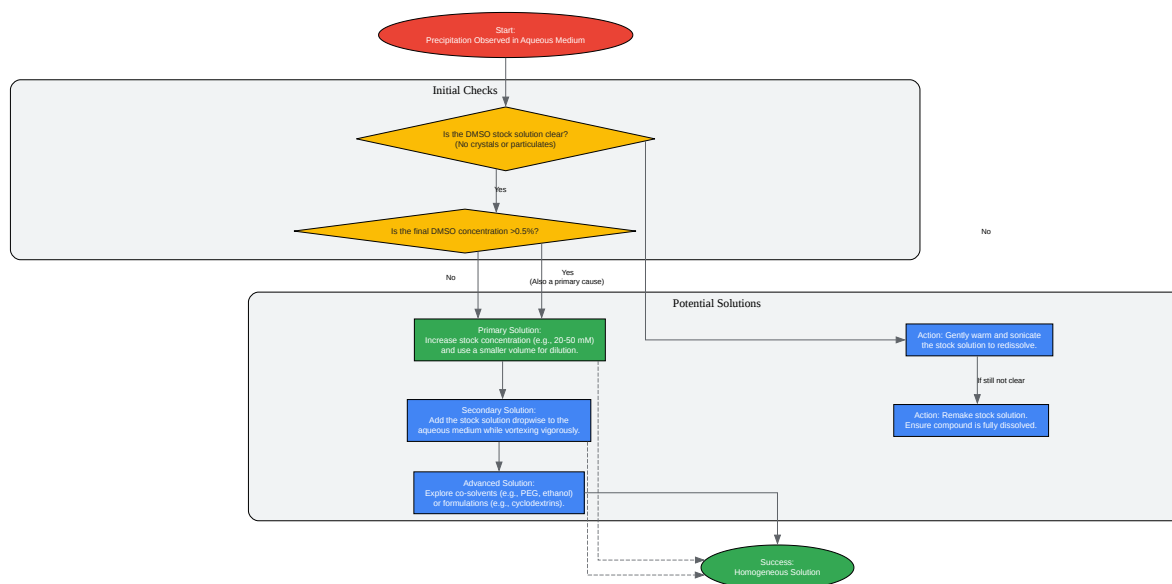 Start:
Precipitation Observed in Aqueous Medium
Initial Checks
Is the DMSO stock solution clear?
(No crystals or particulates)
Yes
Is the final DMSO concentration >0.5%?
No
No
Yes
(Also a primary cause)
Potential Solutions
Primary Solution:
Increase stock concentration (e.g., 20-50 mM)
and use a smaller volume for dilution.
Action: Gently warm and sonicate
the stock solution to redissolve.
If still not clear
Secondary Solution:
Add the stock solution dropwise to the
aqueous medium while vortexing vigorously.
Action: Remake stock solution.
Ensure compound is fully dissolved.
Advanced Solution:
Explore co-solvents (e.g., PEG, ethanol)
or formulations (e.g., cyclodextrins).
Success:
Homogeneous Solution